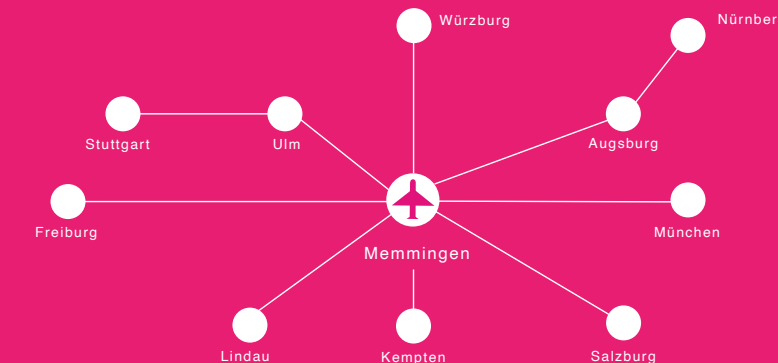 Würzburg
Nürnber
Stuttgart
Ulm
Augsburg
Freiburg
München
Memmingen
Lindau
Kempten
Salzburg